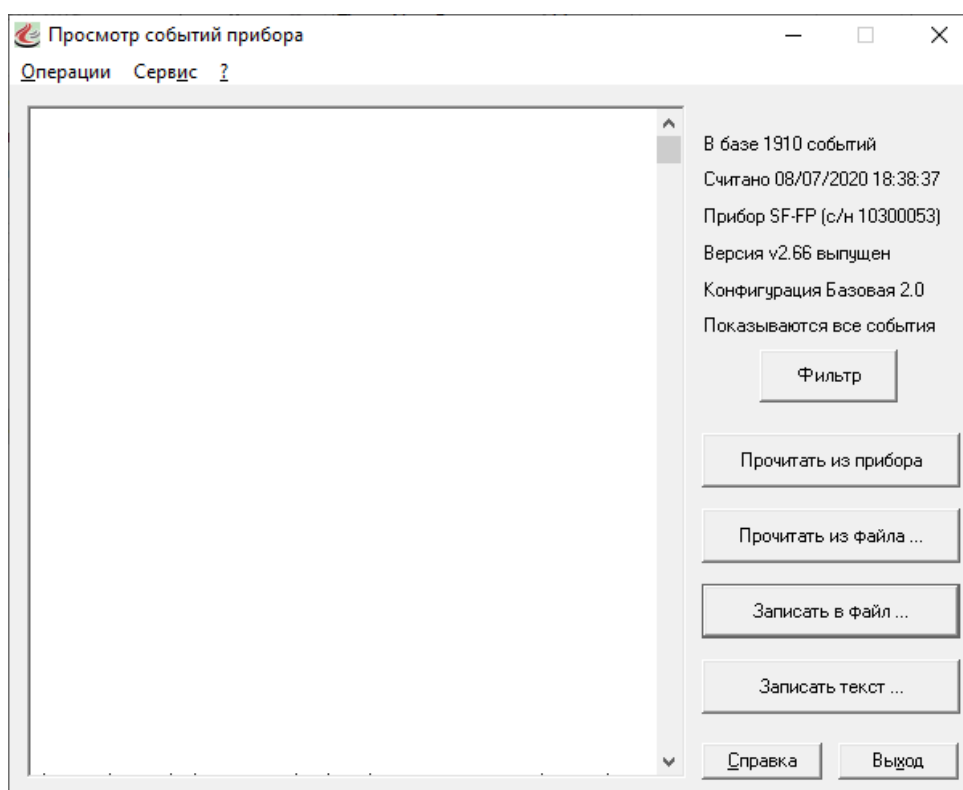 Просмотр событий прибора
Операции Сервис ?
В базе 1910 событий
Считано 08/07/2020 18:38:37
Прибор SF-FP (с/н 10300053)
Версия v2.66 выпущен
Конфигурация Базовая 2.0
Показываются все события
Фильтр
Прочитать из прибора
Прочитать из файла ...
Записать в файл ...
Записать текст ...
Справка Выход